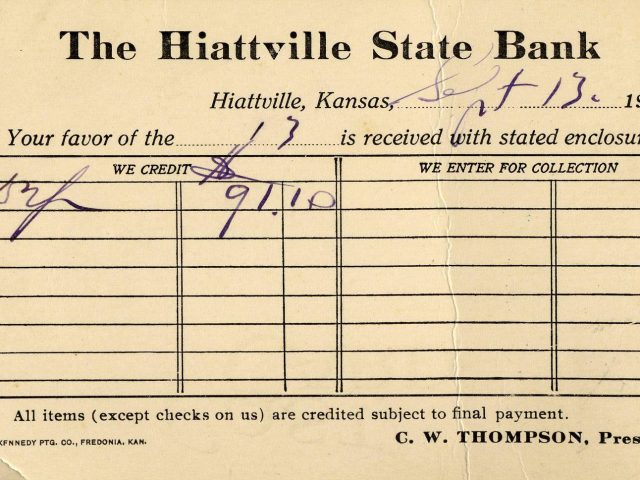 The Hiattville State Bank
Hiattville, Kansas, Sept 13. 19
Your favor of the 13 is received with stated enclosur
WE CREDIT $ WE ENTER FOR COLLECTION
91.10
All items (except checks on us) are credited subject to final payment.
KENNEDY PTG. CO., FREDONIA, KAN. C. W. THOMPSON, Pres